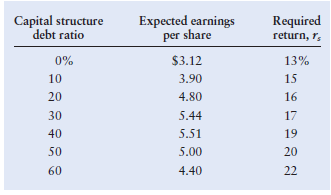 Capital structure Expected earnings Required
debt ratio per share return, rs
0% $3.12 13%
10 3.90 15
20 4.80 16
30 5.44 17
40 5.51 19
50 5.00 20
60 4.40 22